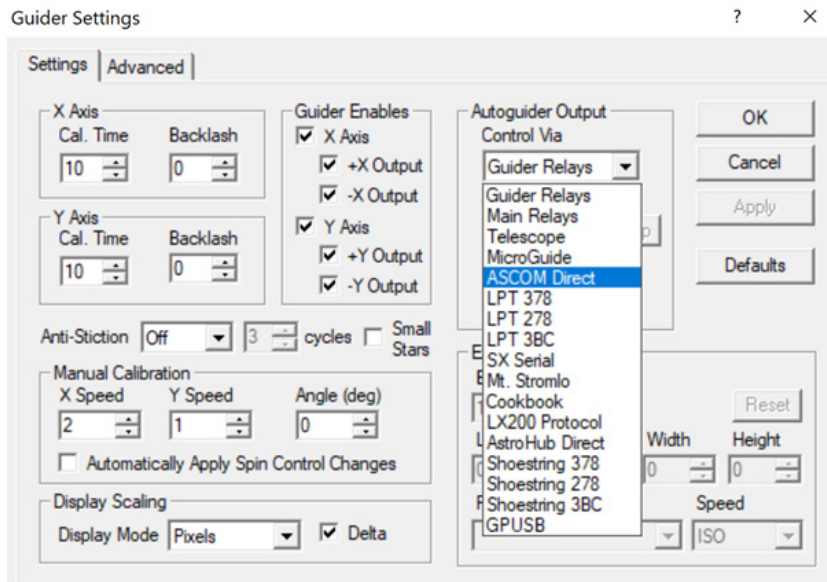 Guider Settings ? ×
Settings Advanced
X Axis
Cal. Time Backlash
10 0
Y Axis
Cal. Time Backlash
10 0
Guider Enables
X Axis
+X Output
-X Output
Y Axis
+Y Output
-Y Output
Autoguider Output
Control Via
Guider Relays
Guider Relays
Main Relays
Telescope
MicroGuide
ASCOM Direct
LPT 378
LPT 278
LPT 3BC
SX Serial
Mt. Stromlo
Cookbook
LX200 Protocol
AstroHub Direct
Shoestring 378
Shoestring 278
Shoestring 3BC
GPUSB
OK
Cancel
Apply
Defaults
Anti-Stiction Off 3 cycles Small
Stars
Manual Calibration
X Speed Y Speed Angle (deg)
2 1 0
Automatically Apply Spin Control Changes
Display Scaling
Display Mode Pixels Delta
Reset
Width Height
0 0
Speed
ISO